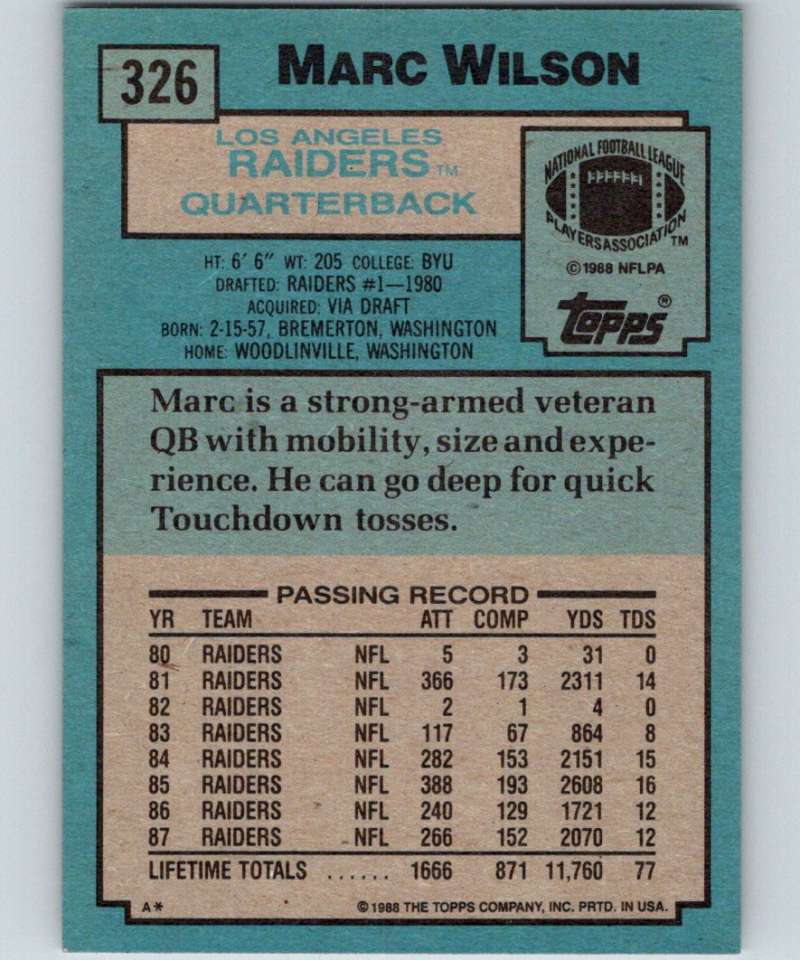 326
MARC WILSON
LOS ANGELES
RAIDERS™
QUARTERBACK
NATIONAL FOOTBALL LEAGUE
PLAYERS ASSOCIATION™
©1988 NFLPA
Topps®
HT: 6' 6" WT: 205 COLLEGE: BYU
DRAFTED: RAIDERS #1—1980
ACQUIRED: VIA DRAFT
BORN: 2-15-57, BREMERTON, WASHINGTON
HOME: WOODLINVILLE, WASHINGTON
Marc is a strong-armed veteran
QB with mobility, size and expe-
rience. He can go deep for quick
Touchdown tosses.
PASSING RECORD
YR TEAM ATT COMP YDS TDS
80 RAIDERS NFL 5 3 31 0
81 RAIDERS NFL 366 173 2311 14
82 RAIDERS NFL 2 1 4 0
83 RAIDERS NFL 117 67 864 8
84 RAIDERS NFL 282 153 2151 15
85 RAIDERS NFL 388 193 2608 16
86 RAIDERS NFL 240 129 1721 12
87 RAIDERS NFL 266 152 2070 12
LIFETIME TOTALS ...... 1666 871 11,760 77
A* ©1988 THE TOPPS COMPANY, INC. PRTD. IN USA.